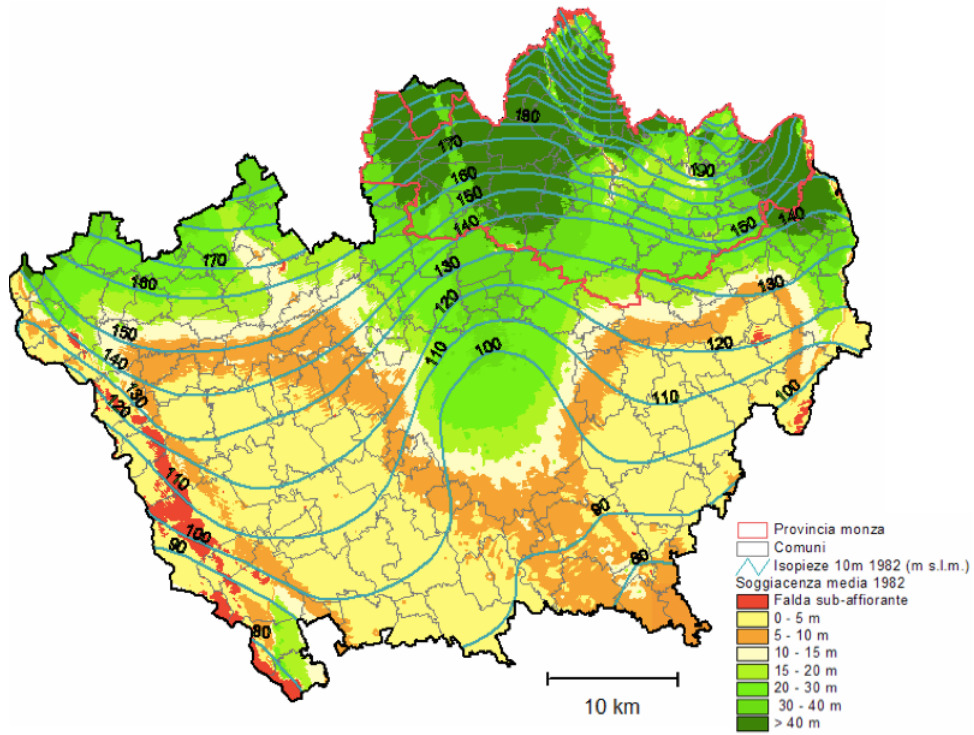 180
170
160
150
140
130
120
110
100
190
150
140
130
120
110
100
170
160
150
140
130
120
110
100
90
80
90
80
Provincia monza
Comuni
Isopieze 10m 1982 (m s.l.m.)
Soggiacenza media 1982
Falda sub-affiorante
0 - 5 m
5 - 10 m
10 - 15 m
15 - 20 m
20 - 30 m
30 - 40 m
> 40 m
10 km